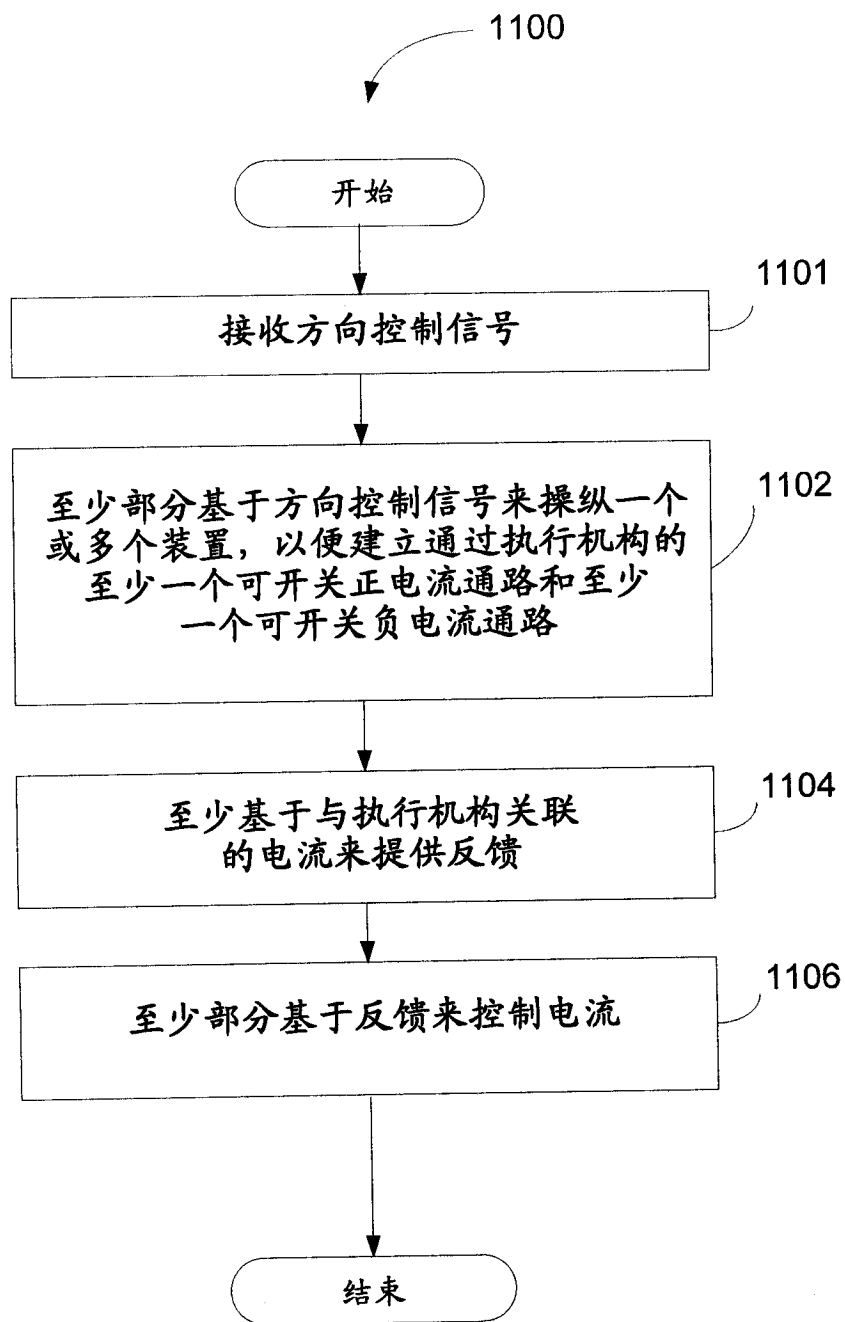 1100
开始
1101
接收方向控制信号
1102
至少部分基于方向控制信号来操纵一个
或多个装置，以便建立通过执行机构的
至少一个可开关正电流通路和至少
一个可开关负电流通路
1104
至少基于与执行机构关联
的电流来提供反馈
1106
至少部分基于反馈来控制电流
结束